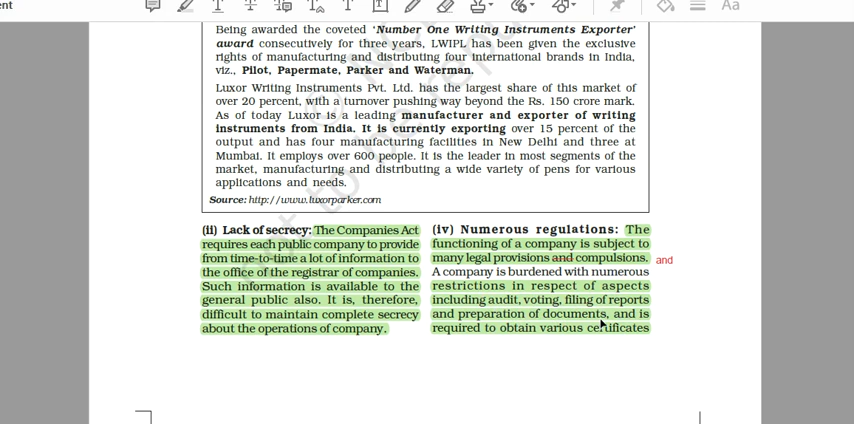 ent
T
T
Aa
Being awarded the coveted ‘Number One Writing Instruments Exporter’
award consecutively for three years, LWIPL has been given the exclusive
rights of manufacturing and distributing four international brands in India,
viz., Pilot, Papermate, Parker and Waterman.
Luxor Writing Instruments Pvt. Ltd. has the largest share of this market of
over 20 percent, with a turnover pushing way beyond the Rs. 150 crore mark.
As of today Luxor is a leading manufacturer and exporter of writing
instruments from India. It is currently exporting over 15 percent of the
output and has four manufacturing facilities in New Delhi and three at
Mumbai. It employs over 600 people. It is the leader in most segments of the
market, manufacturing and distributing a wide variety of pens for various
applications and needs.
Source: http://www.luxorparker.com
(ii) Lack of secrecy: The Companies Act
requires each public company to provide
from time-to-time a lot of information to
the office of the registrar of companies.
Such information is available to the
general public also. It is, therefore,
difficult to maintain complete secrecy
about the operations of company.
(iv) Numerous regulations: The
functioning of a company is subject to
many legal provisions and compulsions. and
A company is burdened with numerous
restrictions in respect of aspects
including audit, voting, filing of reports
and preparation of documents, and is
required to obtain various certificates